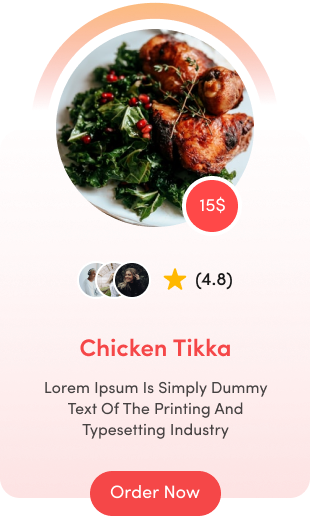 15$
(4.8)
Chicken Tikka
Lorem Ipsum Is Simply Dummy
Text Of The Printing And
Typesetting Industry
Order Now